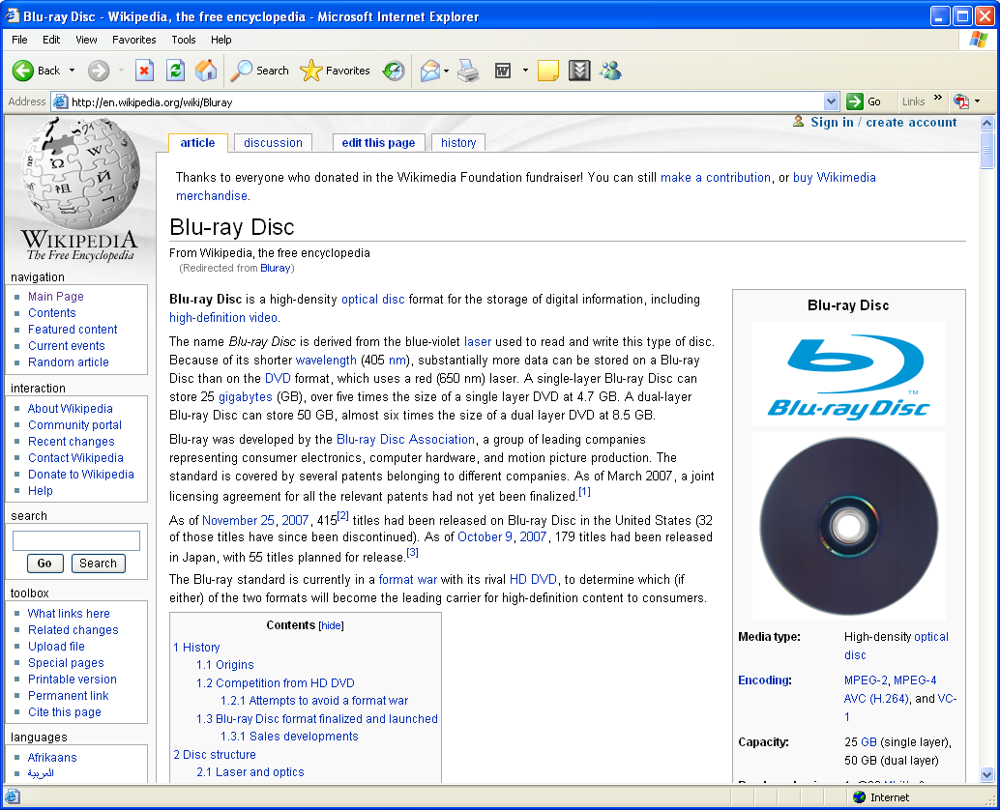 Blu-ray Disc - Wikipedia, the free encyclopedia - Microsoft Internet Explorer
File Edit View Favorites Tools Help
Back Search Favorites
Address http://en.wikipedia.org/wiki/Bluray Go Links »
Sign in / create account
article discussion edit this page history
Thanks to everyone who donated in the Wikimedia Foundation fundraiser! You can still make a contribution, or buy Wikimedia
merchandise.
WIKIPEDIA
The Free Encyclopedia
navigation
Main Page
Contents
Featured content
Current events
Random article
interaction
About Wikipedia
Community portal
Recent changes
Contact Wikipedia
Donate to Wikipedia
Help
search
Go Search
toolbox
What links here
Related changes
Upload file
Special pages
Printable version
Permanent link
Cite this page
languages
Afrikaans
العربية
Blu-ray Disc
From Wikipedia, the free encyclopedia
(Redirected from Bluray)
Blu-ray Disc is a high-density optical disc format for the storage of digital information, including
high-definition video.
The name Blu-ray Disc is derived from the blue-violet laser used to read and write this type of disc.
Because of its shorter wavelength (405 nm), substantially more data can be stored on a Blu-ray
Disc than on the DVD format, which uses a red (650 nm) laser. A single-layer Blu-ray Disc can
store 25 gigabytes (GB), over five times the size of a single layer DVD at 4.7 GB. A dual-layer
Blu-ray Disc can store 50 GB, almost six times the size of a dual layer DVD at 8.5 GB.
Blu-ray was developed by the Blu-ray Disc Association, a group of leading companies
representing consumer electronics, computer hardware, and motion picture production. The
standard is covered by several patents belonging to different companies. As of March 2007, a joint
licensing agreement for all the relevant patents had not yet been finalized.[1]
As of November 25, 2007, 415[2] titles had been released on Blu-ray Disc in the United States (32
of those titles have since been discontinued). As of October 9, 2007, 179 titles had been released
in Japan, with 55 titles planned for release.[3]
The Blu-ray standard is currently in a format war with its rival HD DVD, to determine which (if
either) of the two formats will become the leading carrier for high-definition content to consumers.
Contents [hide]
1 History
1.1 Origins
1.2 Competition from HD DVD
1.2.1 Attempts to avoid a format war
1.3 Blu-ray Disc format finalized and launched
1.3.1 Sales developments
2 Disc structure
2.1 Laser and optics
Blu-ray Disc
Blu-ray Disc TM
Media type: High-density optical
disc
Encoding: MPEG-2, MPEG-4
AVC (H.264), and VC-
1
Capacity: 25 GB (single layer),
50 GB (dual layer)
Internet